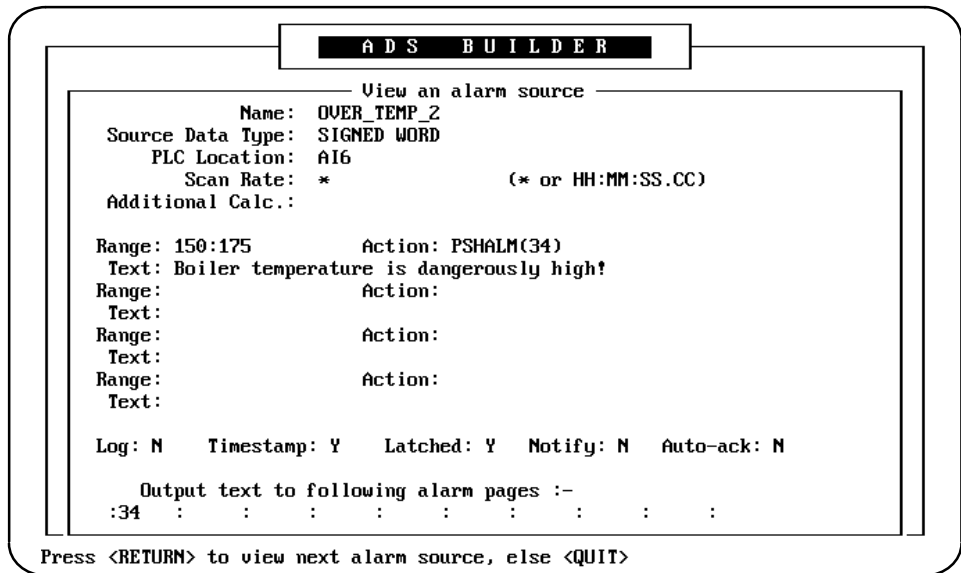 A D S   B U I L D E R
View an alarm source
Name: OVER_TEMP_2
Source Data Type: SIGNED WORD
PLC Location: AI6
Scan Rate: * (* or HH:MM:SS.CC)
Additional Calc.:
Range: 150:175 Action: PSHALM(34)
Text: Boiler temperature is dangerously high!
Range: Action:
Text:
Range: Action:
Text:
Range: Action:
Text:
Log: N Timestamp: Y Latched: Y Notify: N Auto-ack: N
Output text to following alarm pages :-
:34 : : : : : : : : :
Press <RETURN> to view next alarm source, else <QUIT>